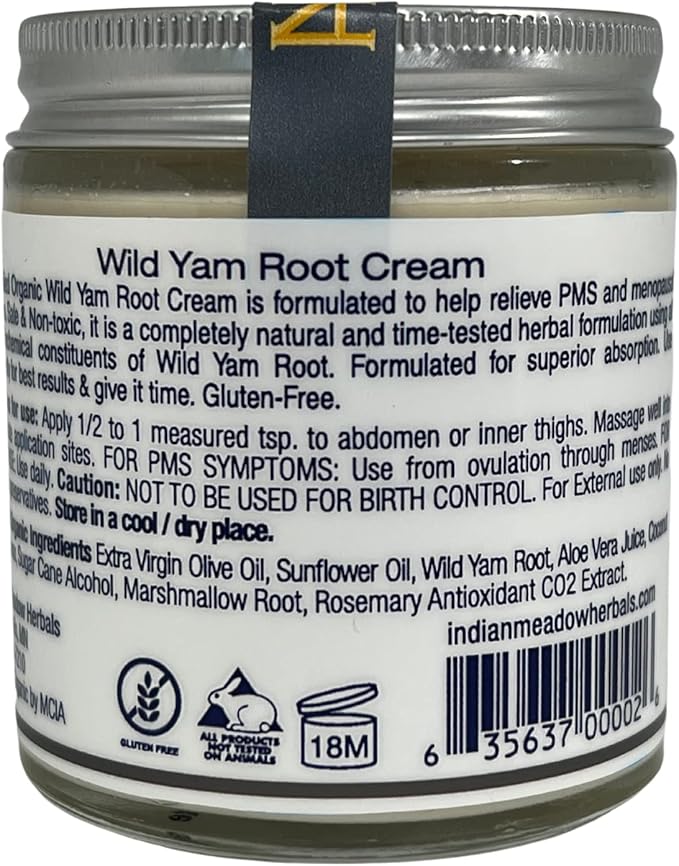 Wild Yam Root Cream
Organic Wild Yam Root Cream is formulated to help relieve PMS and
Safe & Non-toxic, it is a completely natural and time-tested herbal formulation using
constituents of Wild Yam Root. Formulated for superior absorption. Use
for best results & give it time. Gluten-Free.
for use: Apply 1/2 to 1 measured tsp. to abdomen or inner thighs. Massage well
application sites. FOR PMS SYMPTOMS: Use from ovulation through menses. FOR
Use daily. Caution: NOT TO BE USED FOR BIRTH CONTROL. For External use only. No
Store in a cool / dry place.
Ingredients Extra Virgin Olive Oil, Sunflower Oil, Wild Yam Root, Aloe Vera Juice, Coconut
Sugar Cane Alcohol, Marshmallow Root, Rosemary Antioxidant CO2 Extract.
Herbals
indianmeadowherbals.com
by MCIA
GLUTEN FREE
ALL PRODUCTS
NOT TESTED
ON ANIMALS
18M
6 35637 00002 6